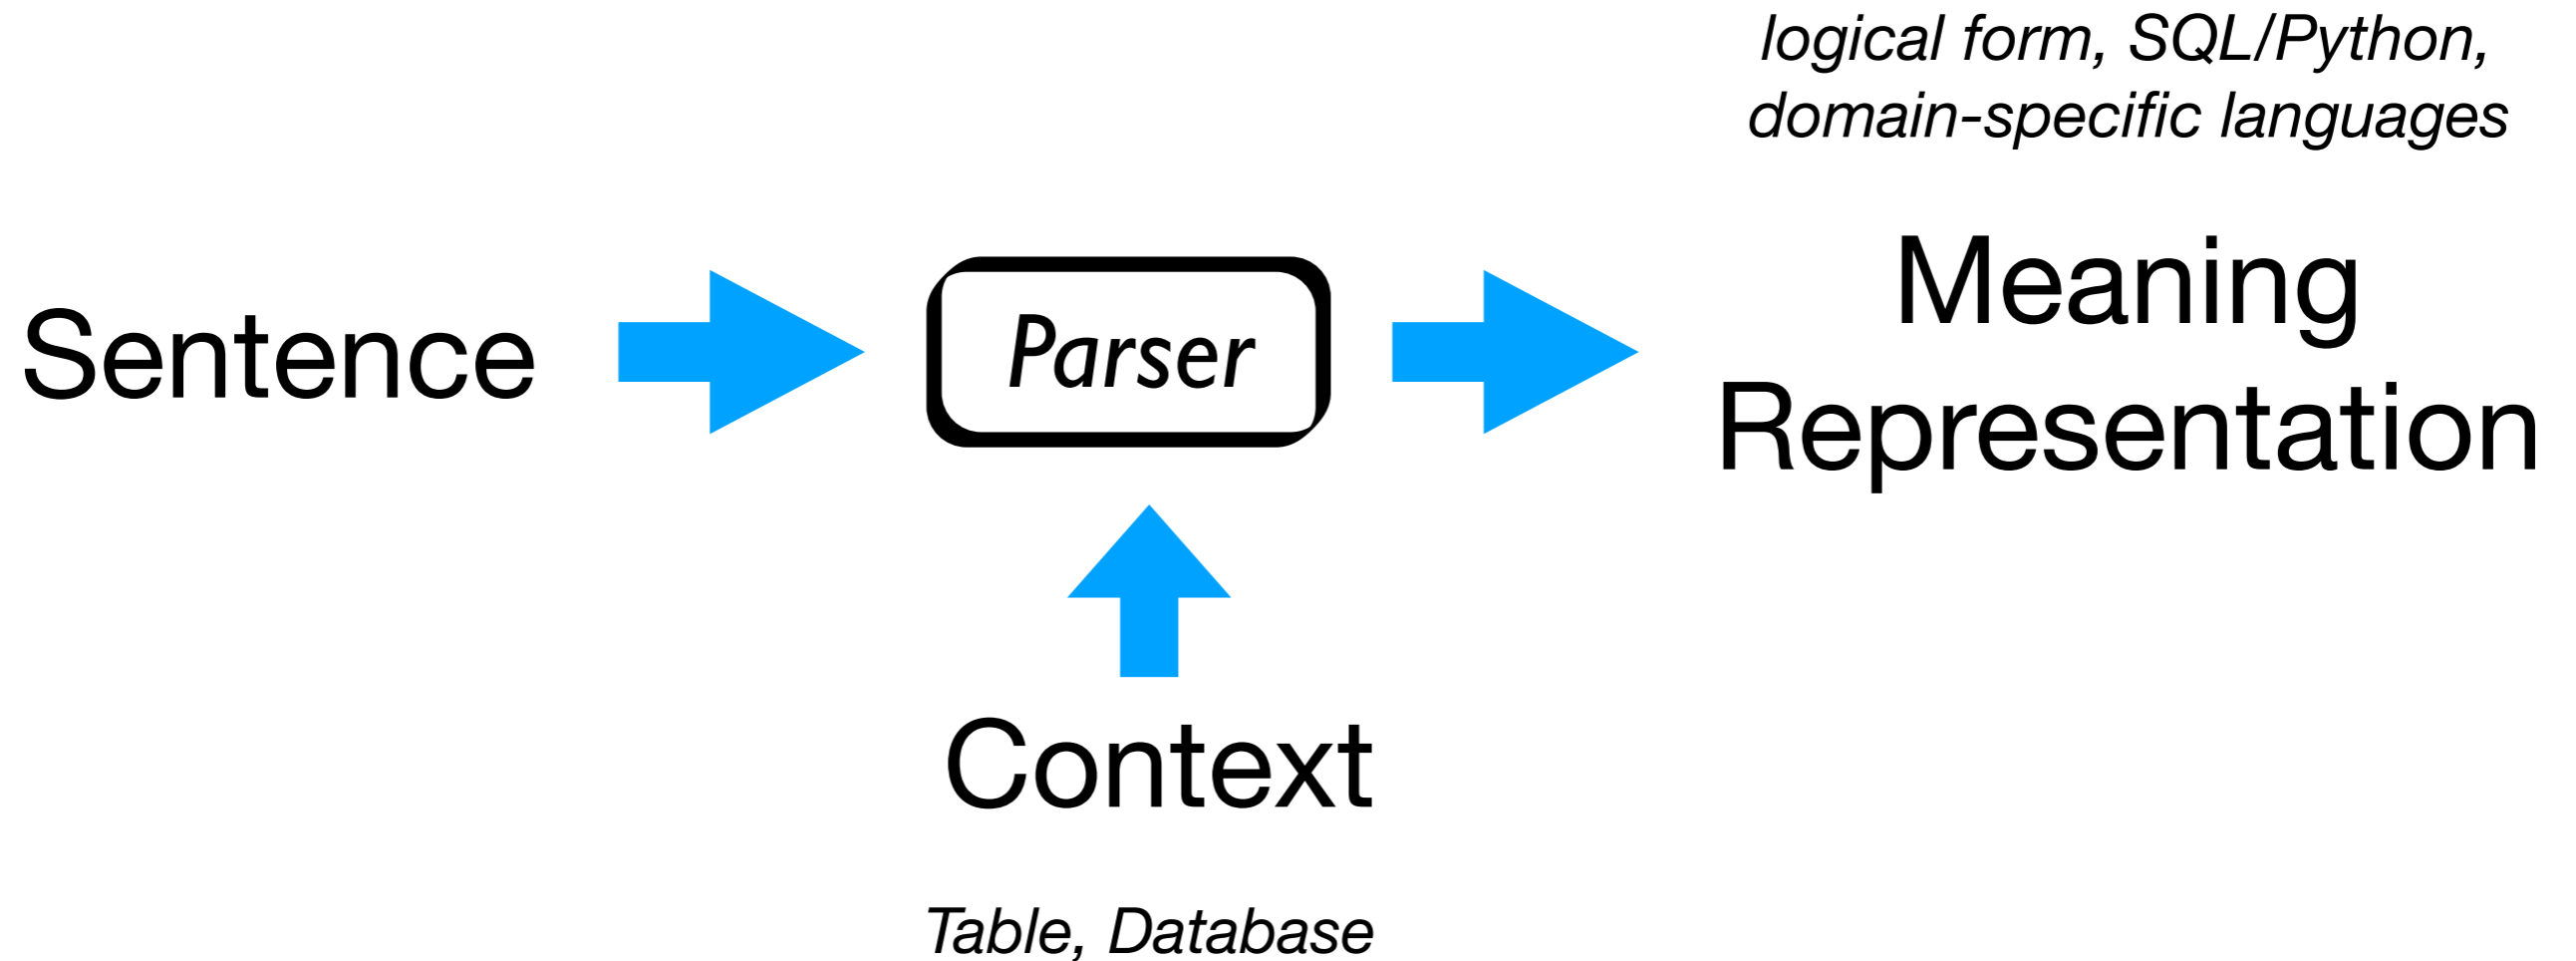 logical form, SQL/Python,
domain-specific languages
Sentence
Parser
Meaning
Representation
Context
Table, Database